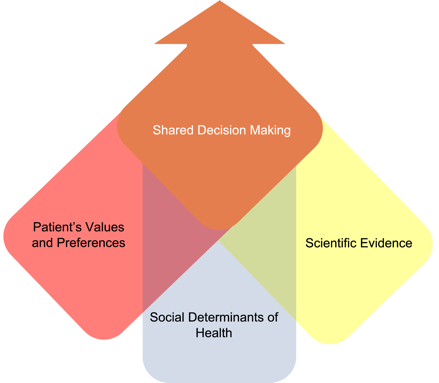 Shared Decision Making
Patient’s Values
and Preferences
Scientific Evidence
Social Determinants of
Health